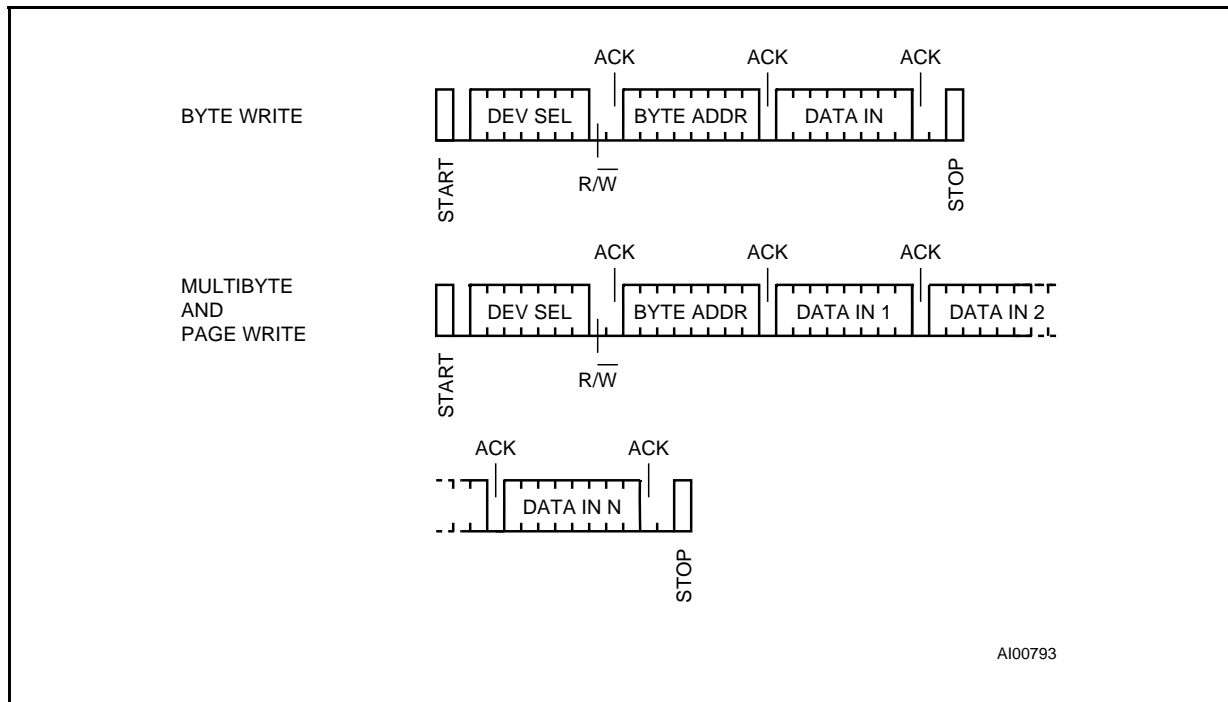 ACK ACK ACK
BYTE WRITE DEV SEL BYTE ADDR DATA IN
R/W̅
START STOP
ACK ACK ACK
MULTIBYTE
AND
PAGE WRITE
DEV SEL BYTE ADDR DATA IN 1 DATA IN 2
R/W̅
START
ACK ACK
DATA IN N
STOP
AI00793